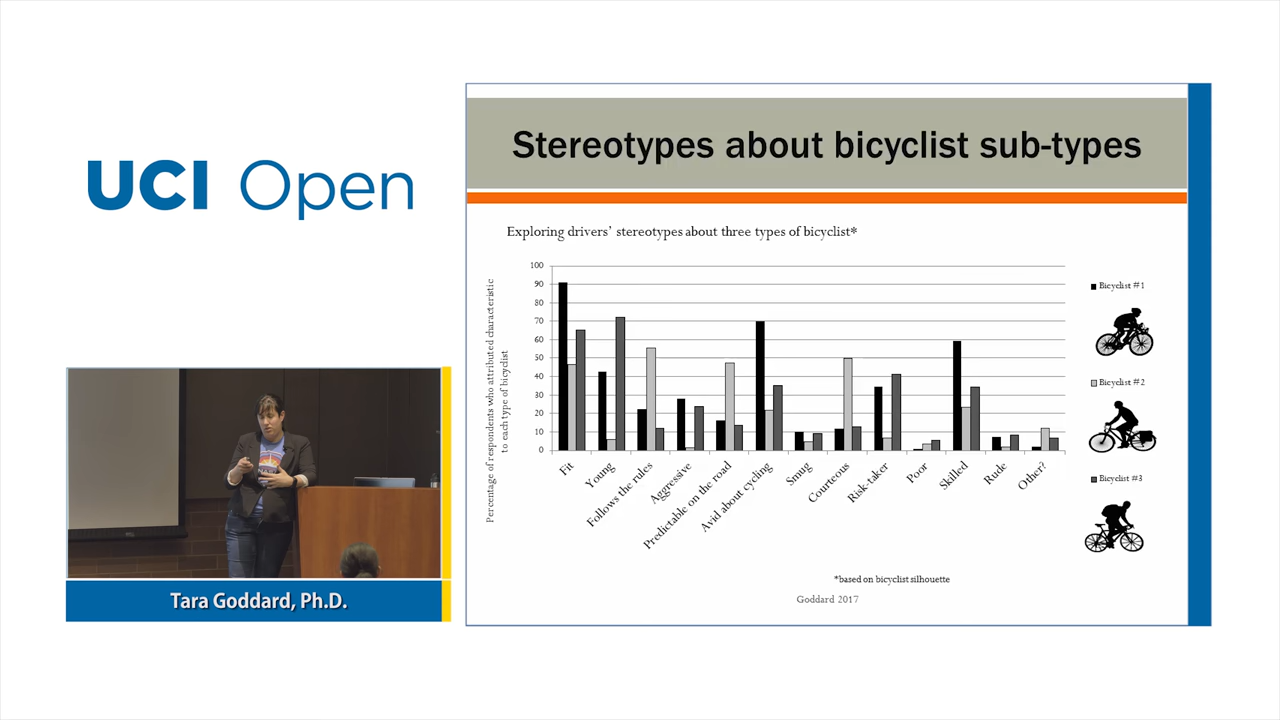 UCI Open
Tara Goddard, Ph.D.
Stereotypes about bicyclist sub-types
Exploring drivers' stereotypes about three types of bicyclist*
Percentage of respondents who attributed characteristic
to each type of bicyclist
100
90
80
70
60
50
40
30
20
10
0
Fit
Young
Follows the rules
Aggressive
Predictable on the road
Avid about cycling
Smug
Courteous
Risk-taker
Poor
Skilled
Rude
Other?
Bicyclist #1
Bicyclist #2
Bicyclist #3
*based on bicyclist silhouette
Goddard 2017